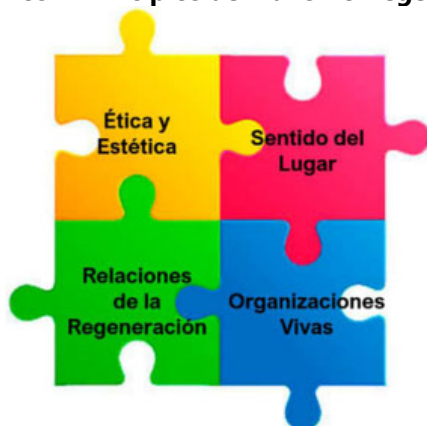 Ética y
Estética
Sentido del
Lugar
Relaciones
de la
Regeneración
Organizaciones
Vivas